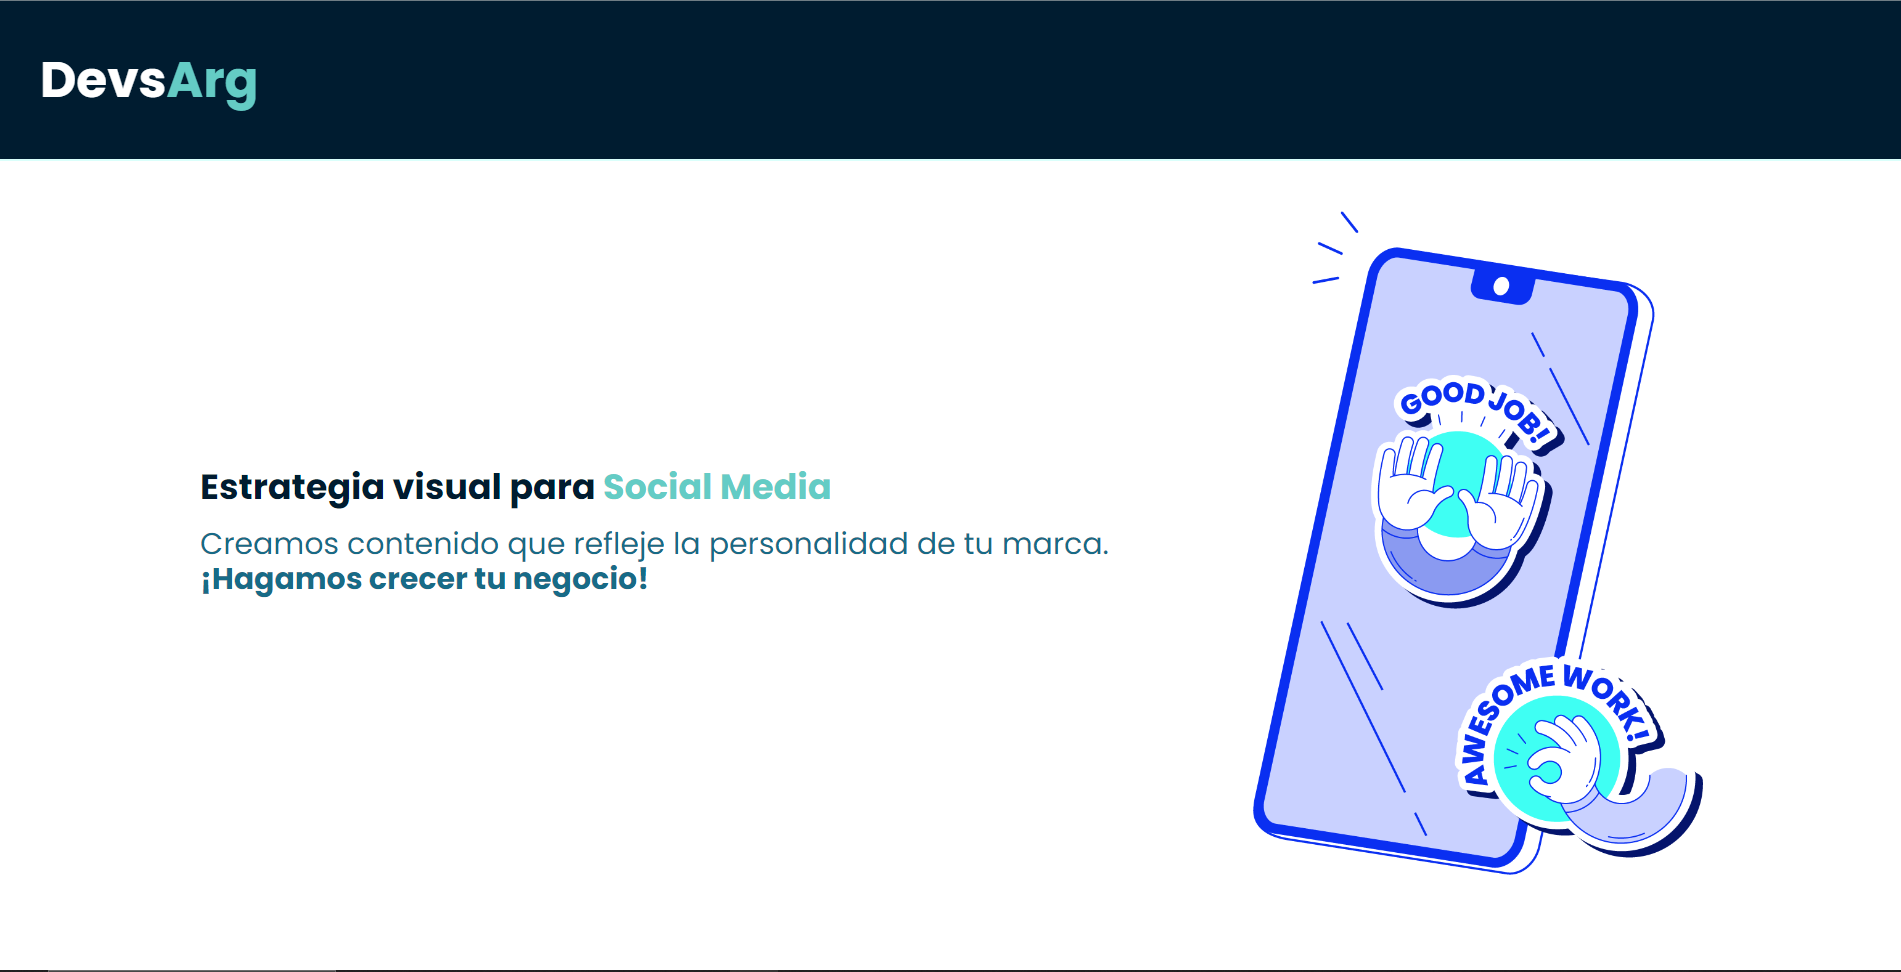 DevsArg
Estrategia visual para Social Media
Creamos contenido que refleje la personalidad de tu marca.
¡Hagamos crecer tu negocio!
GOOD JOB!
AWESOME WORK!